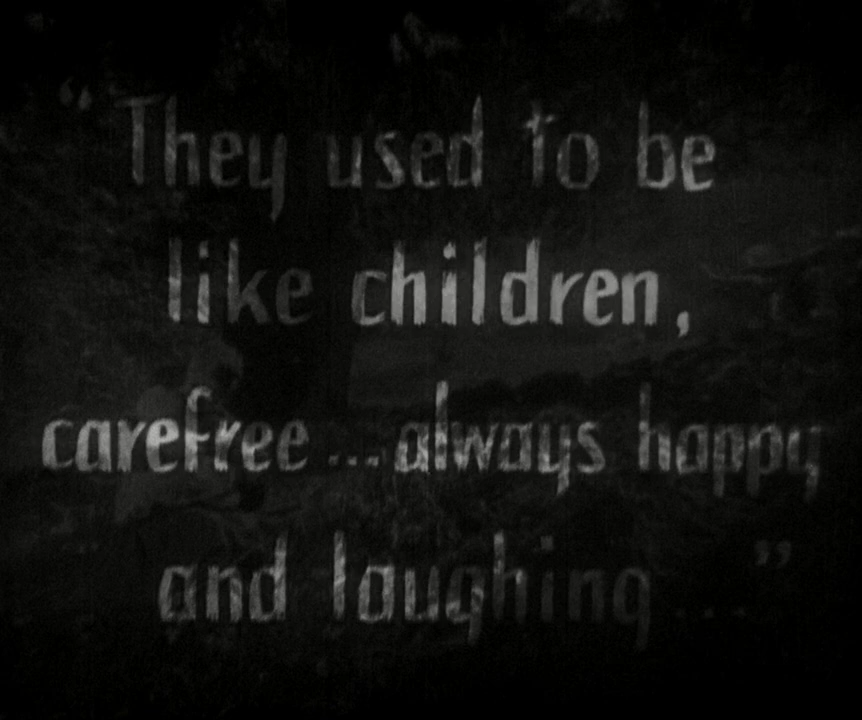 "They used to be
like children,
carefree...always happy
and laughing..."